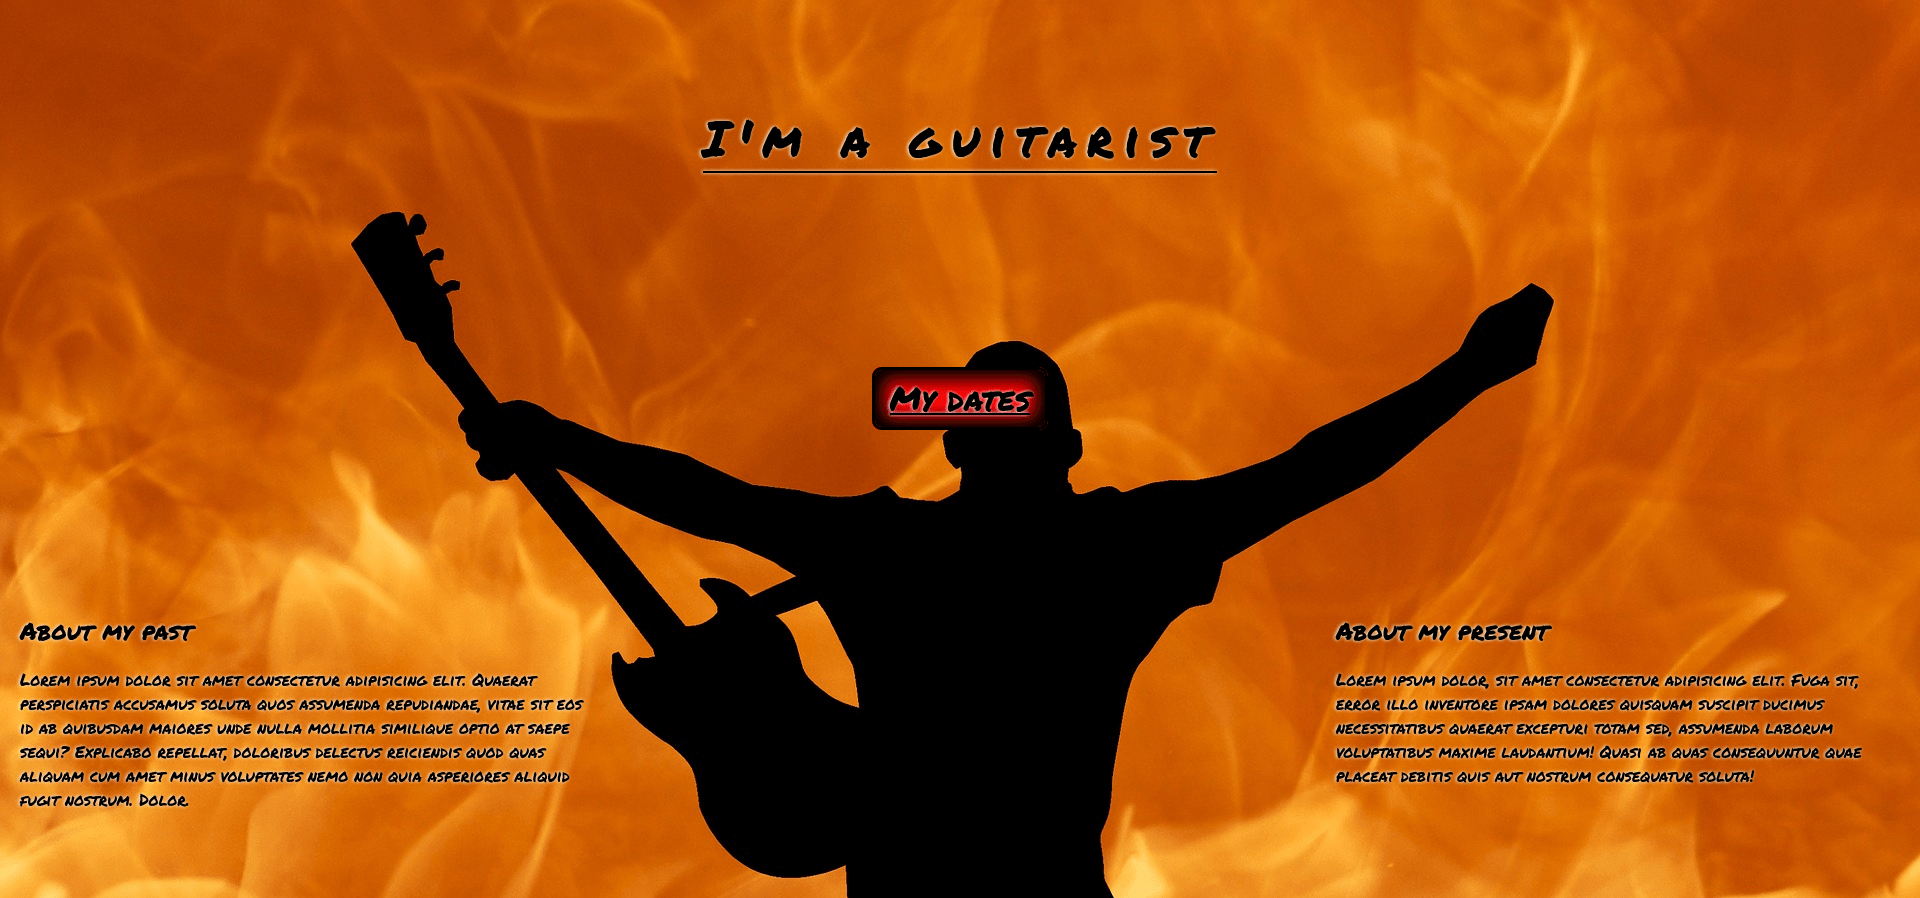 I'm a guitarist
My dates
About my past
Lorem ipsum dolor sit amet consectetur adipisicing elit. Quaerat
perspiciatis accusamus soluta quos assumenda repudiandae, vitae sit eos
id ab quibusdam maiores unde nulla mollitia similique optio at saepe
sequi? Explicabo repellat, doloribus delectus reiciendis quod quas
aliquam cum amet minus voluptates nemo non quia asperiores aliquid
fugit nostrum. Dolor.
About my present
Lorem ipsum dolor, sit amet consectetur adipisicing elit. Fuga sit,
error illo inventore ipsam dolores quisquam suscipit ducimus
necessitatibus quaerat excepturi totam sed, assumenda laborum
voluptatibus maxime laudantium! Quasi ab quas consequuntur quae
placeat debitis quis aut nostrum consequatur soluta!